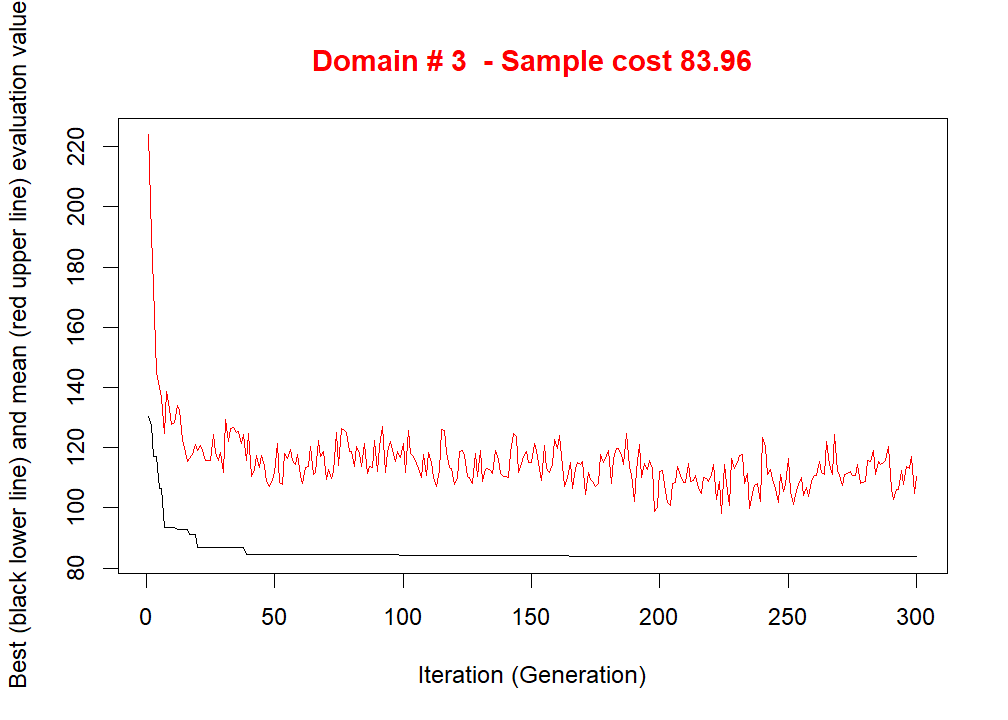 Domain # 3  - Sample cost 83.96
Best (black lower line) and mean (red upper line) evaluation value
220
200
180
160
140
120
100
80
0 50 100 150 200 250 300
Iteration (Generation)